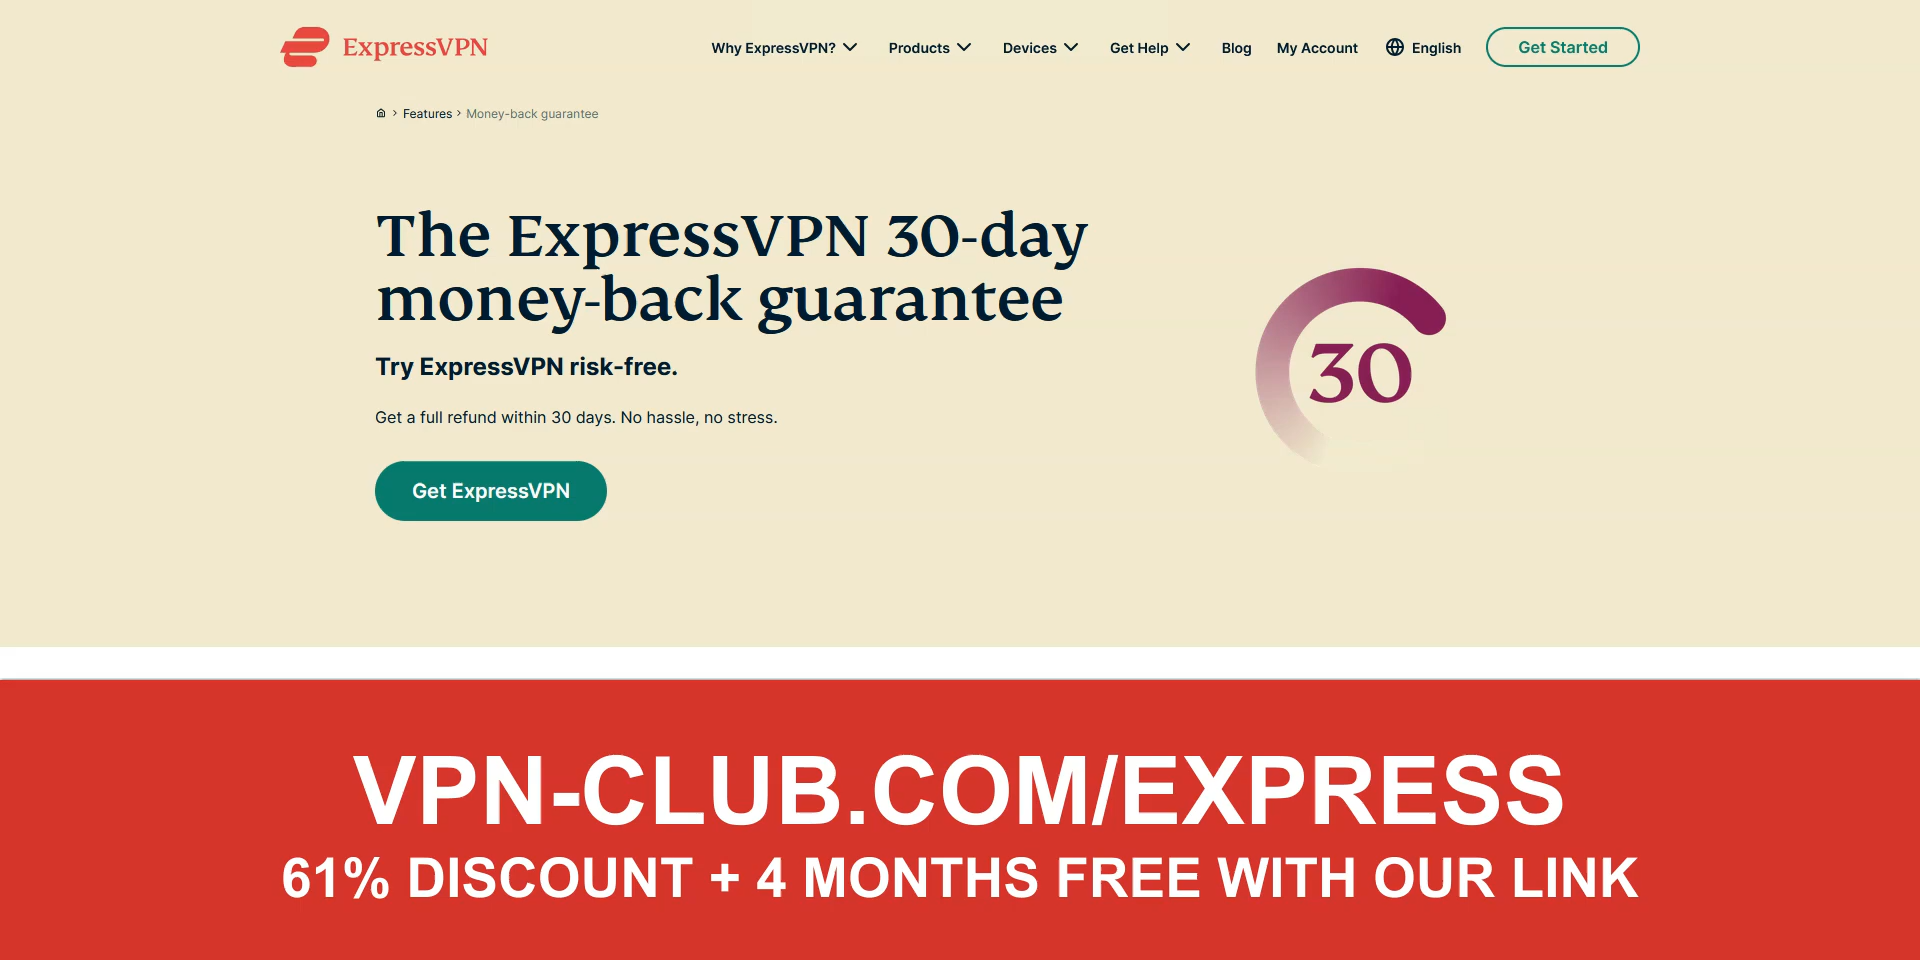 ExpressVPN
Why ExpressVPN? Products Devices Get Help Blog My Account English Get Started
Features > Money-back guarantee
The ExpressVPN 30-day
money-back guarantee
30
Try ExpressVPN risk-free.
Get a full refund within 30 days. No hassle, no stress.
Get ExpressVPN
VPN-CLUB.COM/EXPRESS
61% DISCOUNT + 4 MONTHS FREE WITH OUR LINK